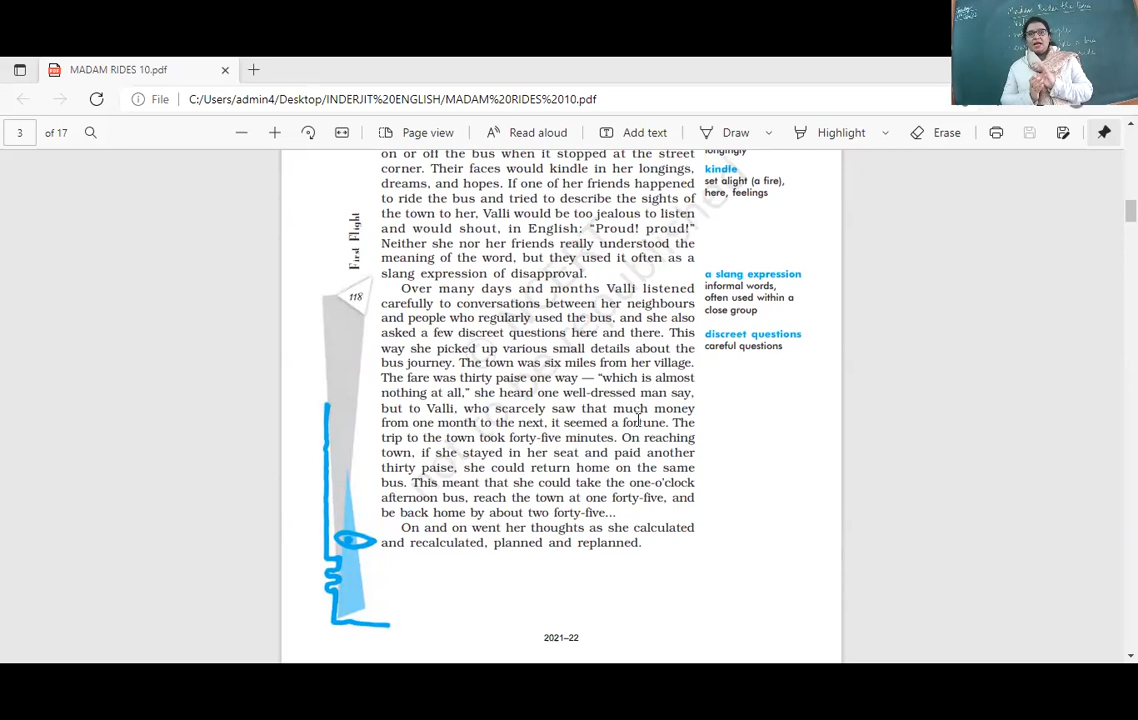 MADAM RIDES 10.pdf
File C:/Users/admin4/Desktop/INDERJIT%20ENGLISH/MADAM%20RIDES%2010.pdf
3 of 17 Page view Read aloud Add text Draw Highlight Erase
on or off the bus when it stopped at the street
corner. Their faces would kindle in her longings,
dreams, and hopes. If one of her friends happened
to ride the bus and tried to describe the sights of
the town to her, Valli would be too jealous to listen
and would shout, in English: “Proud! proud!”
Neither she nor her friends really understood the
meaning of the word, but they used it often as a
slang expression of disapproval.
Over many days and months Valli listened
carefully to conversations between her neighbours
and people who regularly used the bus, and she also
asked a few discreet questions here and there. This
way she picked up various small details about the
bus journey. The town was six miles from her village.
The fare was thirty paise one way — “which is almost
nothing at all,” she heard one well-dressed man say,
but to Valli, who scarcely saw that much money
from one month to the next, it seemed a fortune. The
trip to the town took forty-five minutes. On reaching
town, if she stayed in her seat and paid another
thirty paise, she could return home on the same
bus. This meant that she could take the one-o’clock
afternoon bus, reach the town at one forty-five, and
be back home by about two forty-five...
On and on went her thoughts as she calculated
and recalculated, planned and replanned.
longingly
kindle
set alight (a fire),
here, feelings
a slang expression
informal words,
often used within a
close group
discreet questions
careful questions
First Flight
118
2021–22
Madam Rides the Bus